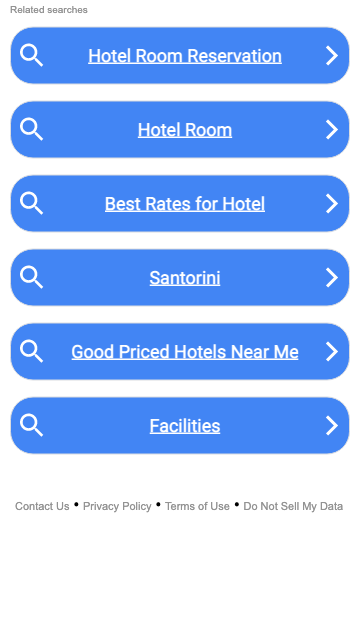 Related searches
Hotel Room Reservation
Hotel Room
Best Rates for Hotel
Santorini
Good Priced Hotels Near Me
Facilities
Contact Us • Privacy Policy • Terms of Use • Do Not Sell My Data